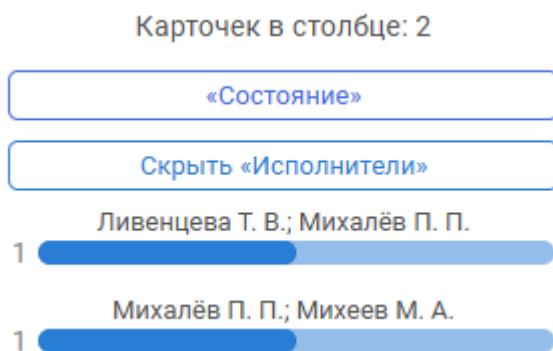 Карточек в столбце: 2
«Состояние»
Скрыть «Исполнители»
Ливенцева Т. В.; Михалёв П. П.
1
Михалёв П. П.; Михеев М. А.
1